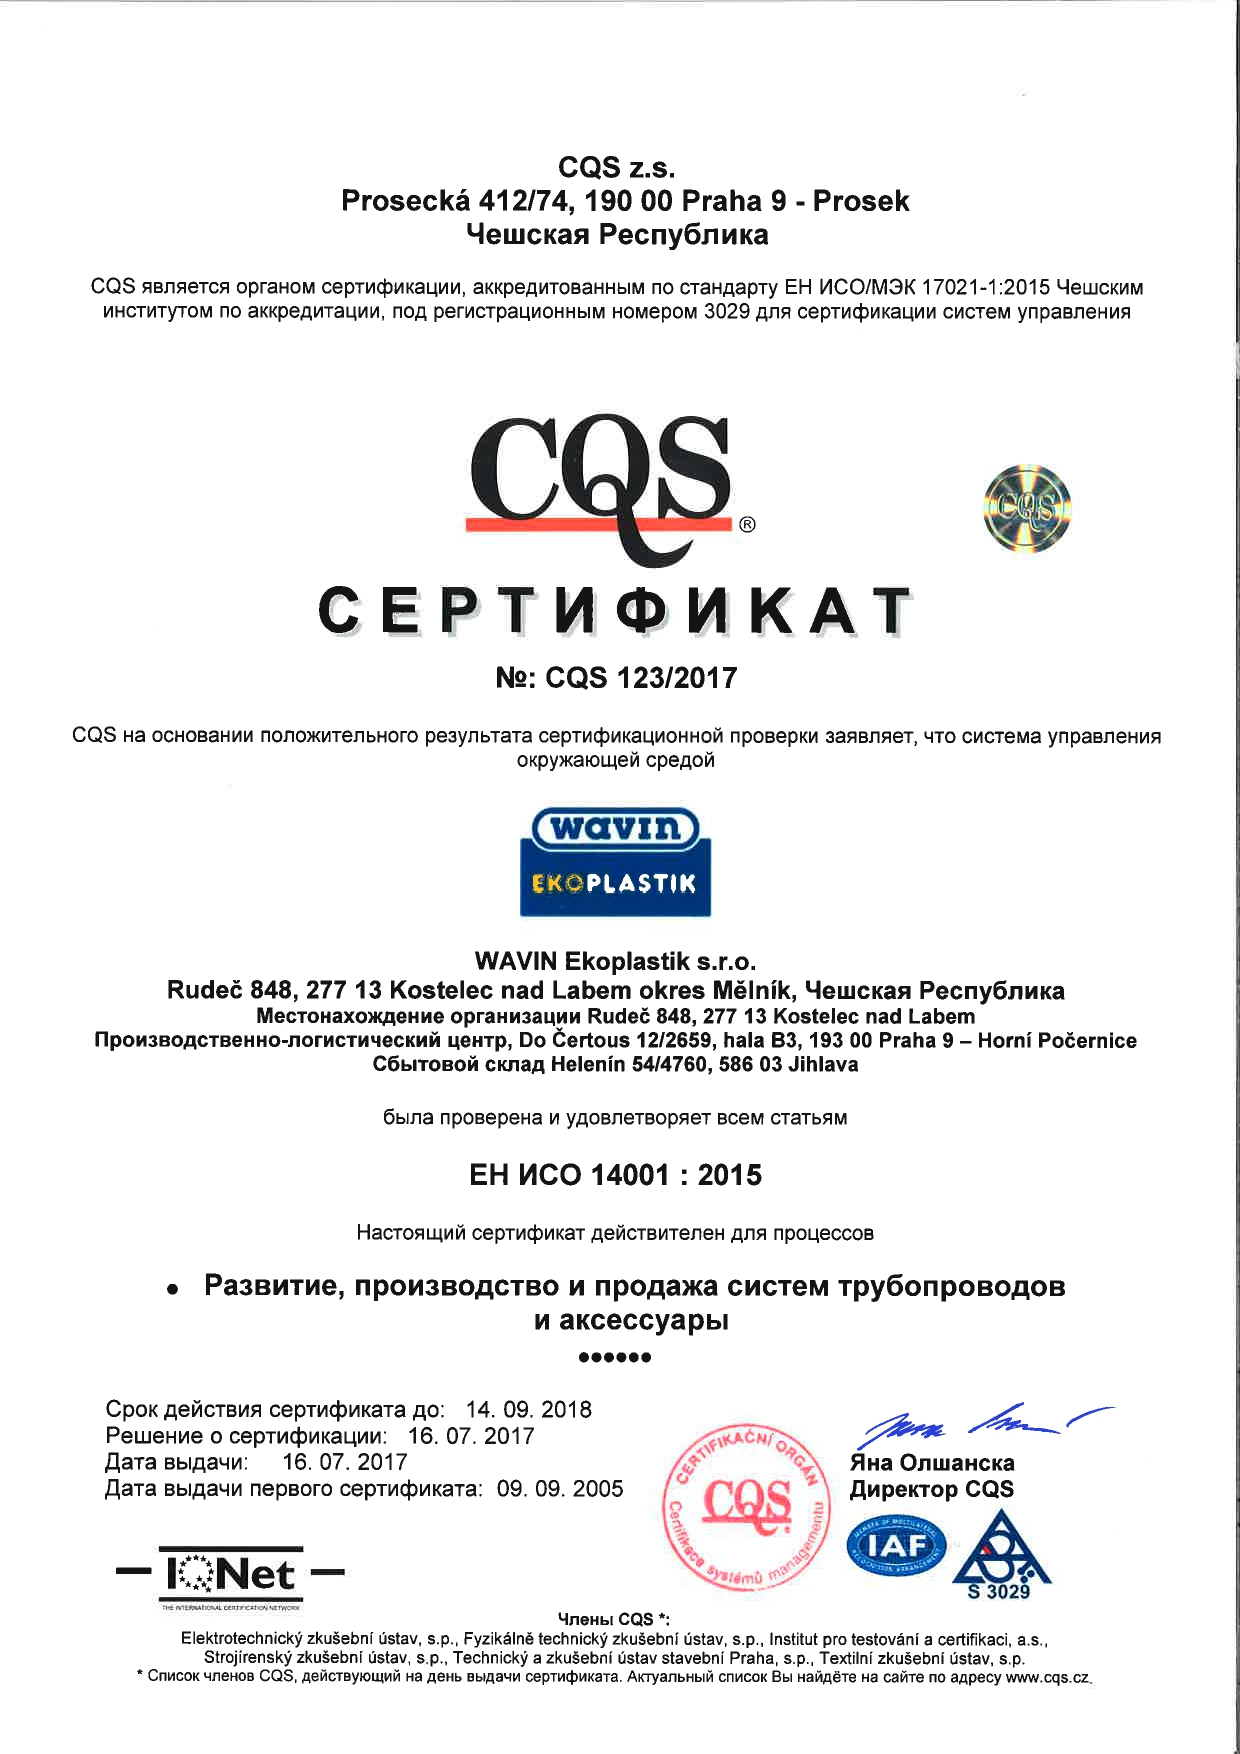 CQS z.s.
Prosecká 412/74, 190 00 Praha 9 - Prosek
Чешская Республика
CQS является органом сертификации, аккредитованным по стандарту ЕН ИСО/МЭК 17021-1:2015 Чешским
институтом по аккредитации, под регистрационным номером 3029 для сертификации систем управления
CQS ®
CQS
СЕРТИФИКАТ
№: CQS 123/2017
CQS на основании положительного результата сертификационной проверки заявляет, что система управления
окружающей средой
wavin
EKOPLASTIK
WAVIN Ekoplastik s.r.o.
Rudeč 848, 277 13 Kostelec nad Labem okres Mělník, Чешская Республика
Местонахождение организации Rudeč 848, 277 13 Kostelec nad Labem
Производственно-логистический центр, Do Čertous 12/2659, hala B3, 193 00 Praha 9 – Horní Počernice
Сбытовой склад Helenín 54/4760, 586 03 Jihlava
была проверена и удовлетворяет всем статьям
ЕН ИСО 14001 : 2015
Настоящий сертификат действителен для процессов
• Развитие, производство и продажа систем трубопроводов
и аксессуары
••••••
Срок действия сертификата до: 14. 09. 2018
Решение о сертификации: 16. 07. 2017
Дата выдачи: 16. 07. 2017
Дата выдачи первого сертификата: 09. 09. 2005
CERTIFIKAČNÍ ORGÁN
CQS
Certifikace systémů managementu
Яна Олшанска
Директор CQS
IQNet
THE INTERNATIONAL CERTIFICATION NETWORK
MEMBER OF MULTILATERAL
IAF
RECOGNITION ARRANGEMENT
S 3029
Члены CQS *:
Elektrotechnický zkušební ústav, s.p., Fyzikálně technický zkušební ústav, s.p., Institut pro testování a certifikaci, a.s.,
Strojírenský zkušební ústav, s.p., Technický a zkušební ústav stavební Praha, s.p., Textilní zkušební ústav, s.p.
* Список членов CQS, действующий на день выдачи сертификата. Актуальный список Вы найдёте на сайте по адресу www.cqs.cz.